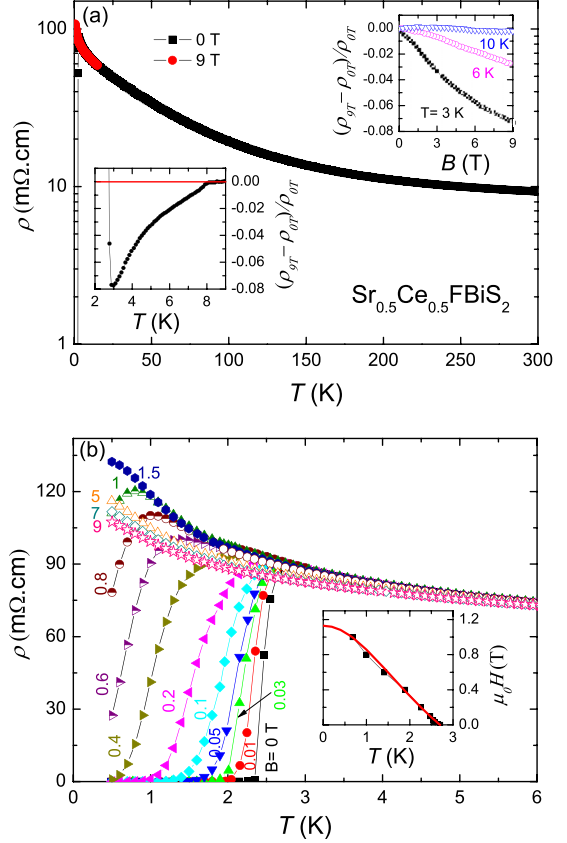 (a)
0 T
9 T
100
10
1
ρ (mΩ.cm)
0 50 100 150 200 250 300
T (K)
Sr0.5Ce0.5FBiS2
(ρ9T − ρ0T)/ρ0T
0.00
-0.02
-0.04
-0.06
-0.08
10 K
6 K
T= 3 K
0 3 6 9
B (T)
0.00
-0.02
-0.04
-0.06
-0.08
(ρ9T − ρ0T)/ρ0T
2 4 6 8
T (K)
(b)
120
90
60
30
0
ρ (mΩ.cm)
1.5
1
5
7
9
0.8
0.6
0.4
0.2
0.1
0.05
0.01
B= 0 T
0.03
1.2
0.8
0.4
0.0
μ0H(T)
0 1 2 3
T (K)
0 1 2 3 4 5 6
T (K)